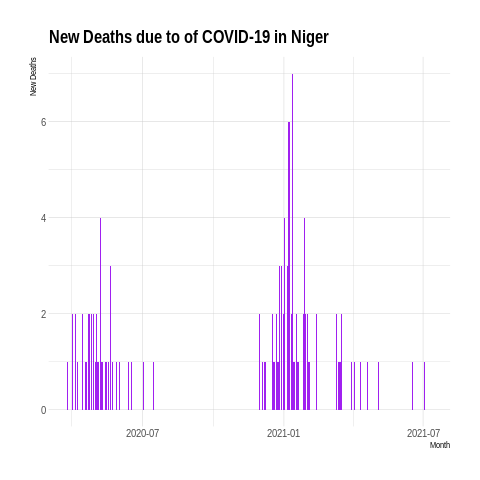 New Deaths due to of COVID-19 in Niger
New Deaths
6
4
2
0
2020-07
2021-01
2021-07
Month